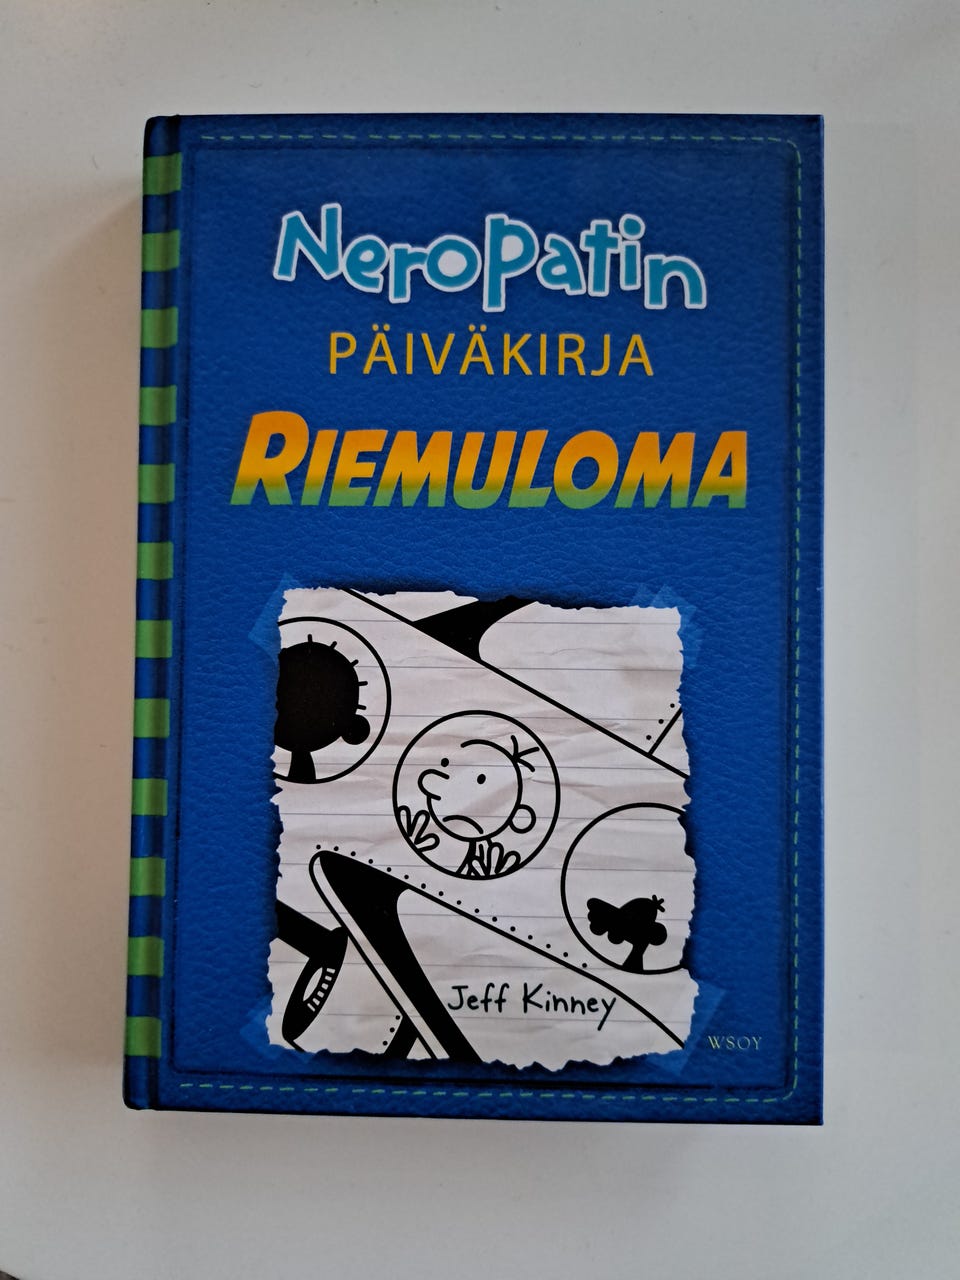 Neropatin
PÄIVÄKIRJA
RIEMULOMA
Jeff Kinney
WSOY